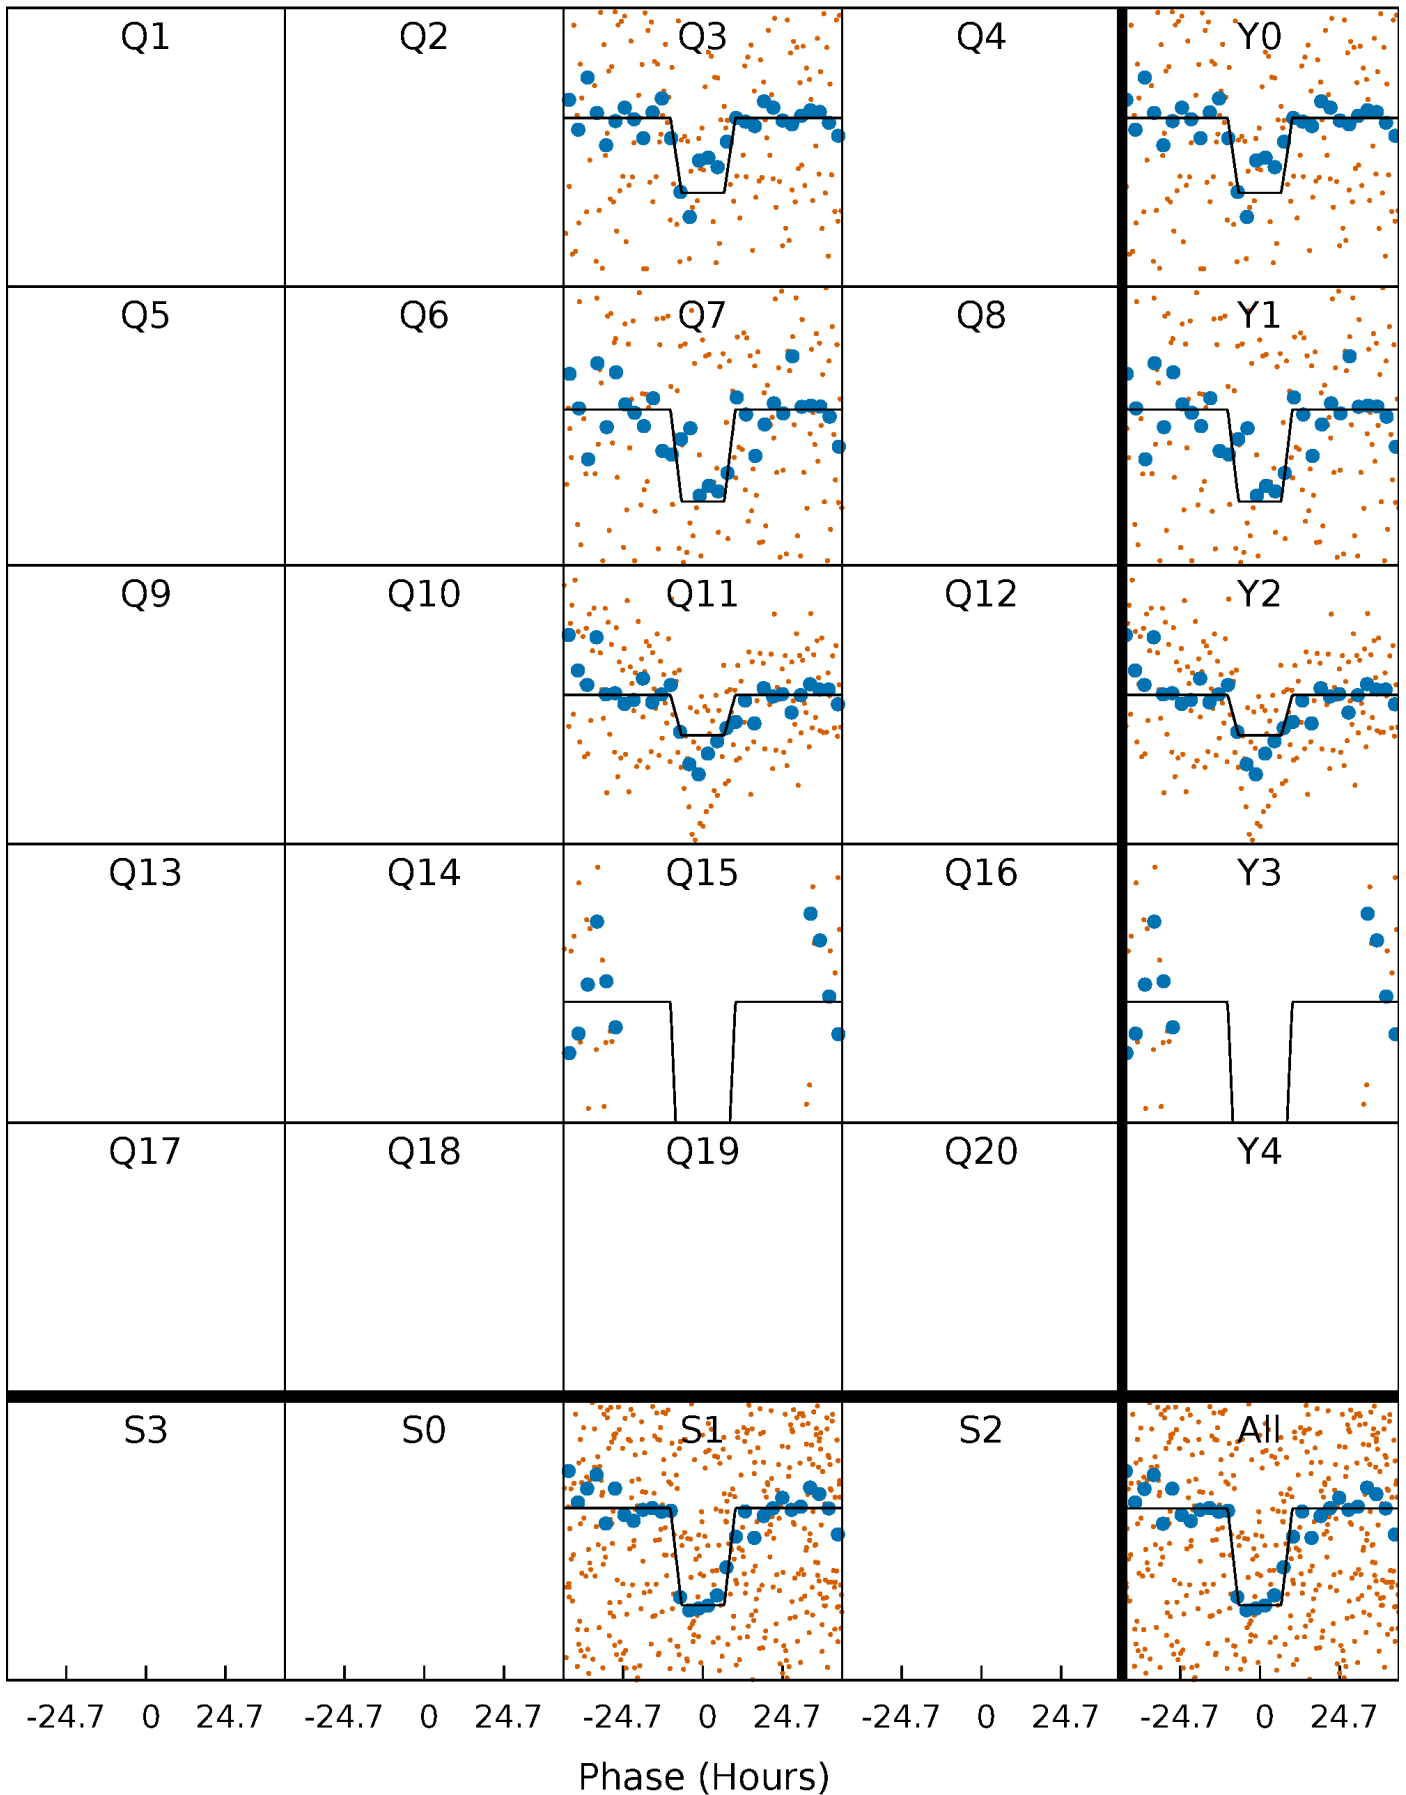 Q1 Q2 Q3 Q4 Y0
Q5 Q6 Q7 Q8 Y1
Q9 Q10 Q11 Q12 Y2
Q13 Q14 Q15 Q16 Y3
Q17 Q18 Q19 Q20 Y4
S3 S0 S1 S2 All
-24.7 0 24.7 -24.7 0 24.7 -24.7 0 24.7 -24.7 0 24.7 -24.7 0 24.7
Phase (Hours)